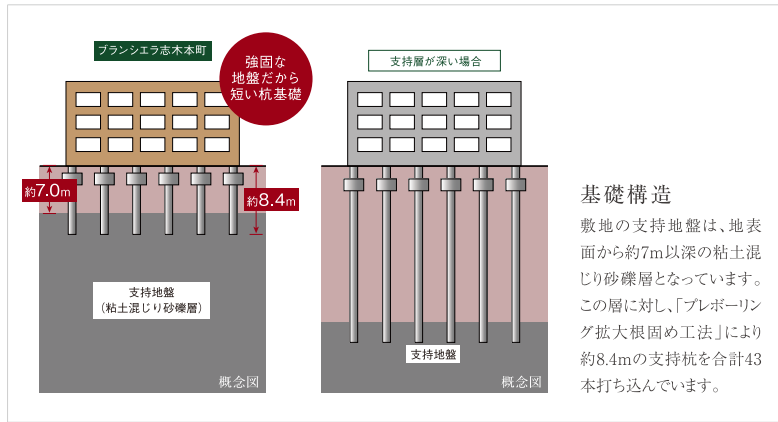 ブランシエラ志木本町
強固な
地盤だから
短い杭基礎
約7.0m
約8.4m
支持地盤
(粘土混じり砂礫層)
概念図
支持層が深い場合
支持地盤
概念図
基礎構造
敷地の支持地盤は、地表
面から約7m以深の粘土混
じり砂礫層となっています。
この層に対し、「プレボーリン
グ拡大根固め工法」により
約8.4mの支持杭を合計43
本打ち込んでいます。